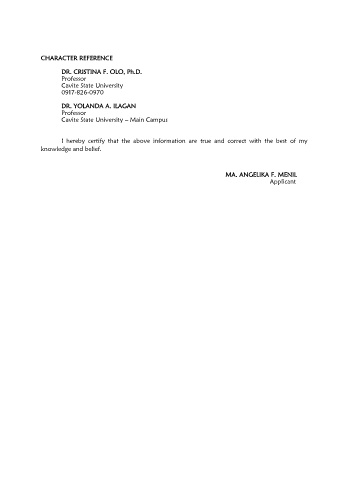 CHARACTER REFERENCE
DR. CRISTINA F. OLO, Ph.D.
Professor
Cavite State University
0917-826-0970
DR. YOLANDA A. ILAGAN
Professor
Cavite State University – Main Campus
I hereby certify that the above information are true and correct with the best of my
knowledge and belief.
MA. ANGELIKA F. MENIL
Applicant